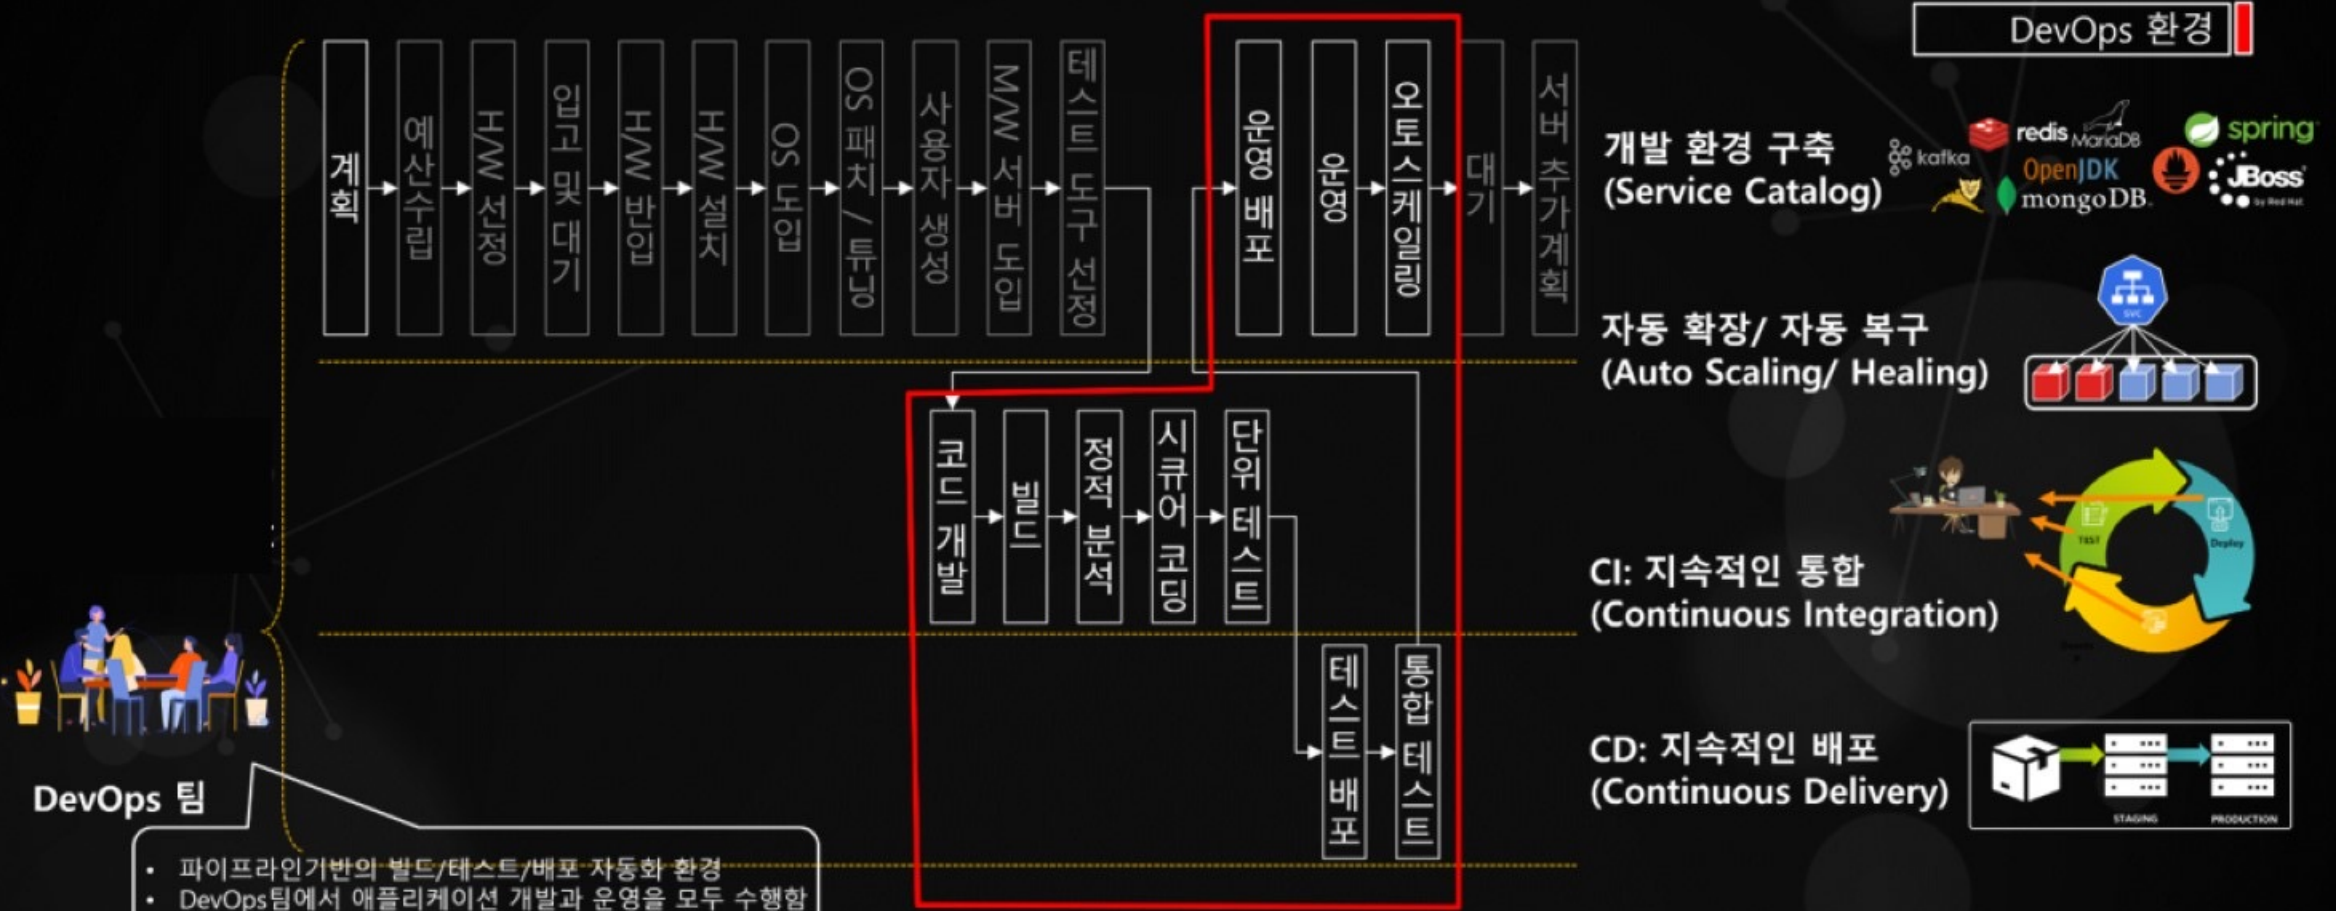 DevOps 환경
계획
예산수립
H/W 선정
입고 및 대기
H/W 반입
H/W 설치
OS 도입
OS 패치 / 튜닝
사용자 생성
M/W 서버 도입
테스트 도구 선정
운영 배포
운영
오토스케일링
대기
서버 추가계획
코드 개발
빌드
정적 분석
시큐어 코딩
단위 테스트
테스트 배포
통합 테스트
개발 환경 구축
(Service Catalog)
kafka
redis
MariaDB
spring
OpenJDK
mongoDB
JBoss
by Red Hat
자동 확장/ 자동 복구
(Auto Scaling/ Healing)
SVC
CI: 지속적인 통합
(Continuous Integration)
TEST
Deploy
CD: 지속적인 배포
(Continuous Delivery)
STAGING
PRODUCTION
DevOps 팀
• 파이프라인기반의 빌드/테스트/배포 자동화 환경
• DevOps팀에서 애플리케이션 개발과 운영을 모두 수행함